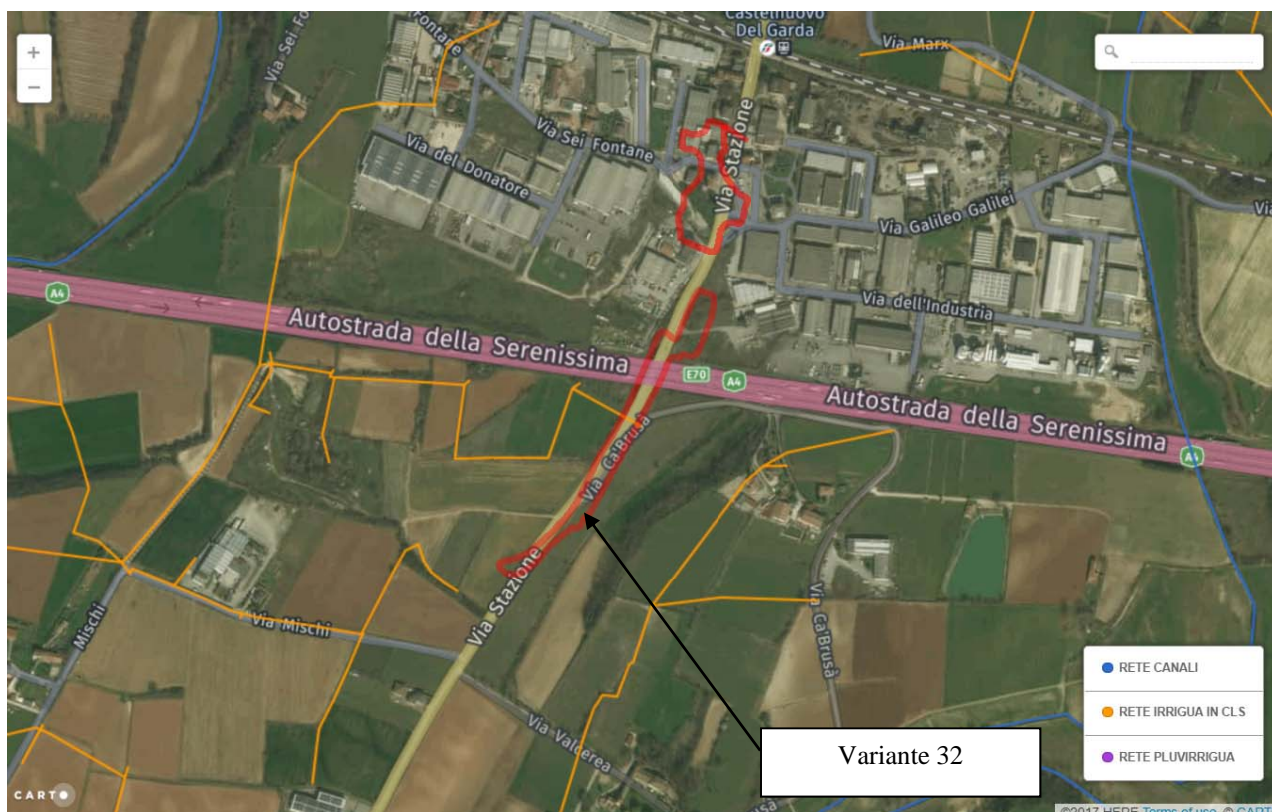 Castelnuovo
Del Garda
Via Marx
Fontane
Via Sei Fontane
Via Sei Fontane
Via del Donatore
Via Stazione
Via Galileo Galilei
Via
Via dell'Industria
A4
Autostrada della Serenissima
E70
A4
Autostrada della Serenissima
A4
Via Ca'Brusà
Via Stazione
Via Mischi
Mischi
Via Ca'Brusà
Via Valcerea
Variante 32
RETE CANALI
RETE IRRIGUA IN CLS
RETE PLUVIRRIGUA
CARTO
©2017 HERE Terms of use, © CART